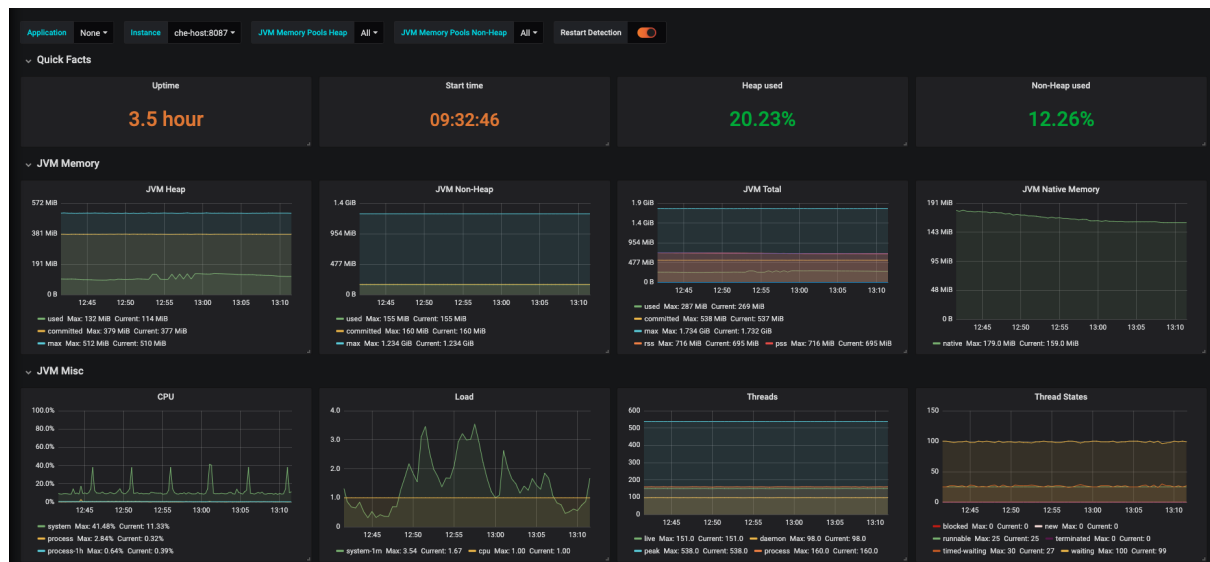 Application None Instance che-host:8087 JVM Memory Pools Heap All JVM Memory Pools Non-Heap All Restart Detection
Quick Facts
Uptime
3.5 hour
Start time
09:32:46
Heap used
20.23%
Non-Heap used
12.26%
JVM Memory
JVM Heap
572 MiB
381 MiB
191 MiB
0 B
12:45 12:50 12:55 13:00 13:05 13:10
used Max: 132 MiB Current: 114 MiB
committed Max: 379 MiB Current: 377 MiB
max Max: 512 MiB Current: 510 MiB
JVM Non-Heap
1.4 GiB
954 MiB
477 MiB
0 B
12:45 12:50 12:55 13:00 13:05 13:10
used Max: 155 MiB Current: 155 MiB
committed Max: 160 MiB Current: 160 MiB
max Max: 1.234 GiB Current: 1.234 GiB
JVM Total
1.9 GiB
1.4 GiB
954 MiB
477 MiB
0 B
12:45 12:50 12:55 13:00 13:05 13:10
used Max: 287 MiB Current: 269 MiB
committed Max: 538 MiB Current: 537 MiB
max Max: 1.734 GiB Current: 1.732 GiB
rss Max: 716 MiB Current: 695 MiB pss Max: 716 MiB Current: 695 MiB
JVM Native Memory
191 MiB
143 MiB
95 MiB
48 MiB
0 B
12:45 12:50 12:55 13:00 13:05 13:10
native Max: 179.0 MiB Current: 159.0 MiB
JVM Misc
CPU
100.0%
80.0%
60.0%
40.0%
20.0%
0%
12:45 12:50 12:55 13:00 13:05 13:10
system Max: 41.48% Current: 11.33%
process Max: 2.84% Current: 0.32%
process-1h Max: 0.64% Current: 0.39%
Load
4.0
3.0
2.0
1.0
0
12:45 12:50 12:55 13:00 13:05 13:10
system-1m Max: 3.54 Current: 1.67 cpu Max: 1.00 Current: 1.00
Threads
600
500
400
300
200
100
0
12:45 12:50 12:55 13:00 13:05 13:10
live Max: 151.0 Current: 151.0 daemon Max: 98.0 Current: 98.0
peak Max: 538.0 Current: 538.0 process Max: 160.0 Current: 160.0
Thread States
150
100
50
0
12:45 12:50 12:55 13:00 13:05 13:10
blocked Max: 0 Current: 0 new Max: 0 Current: 0
runnable Max: 25 Current: 25 terminated Max: 0 Current: 0
timed-waiting Max: 30 Current: 27 waiting Max: 100 Current: 99